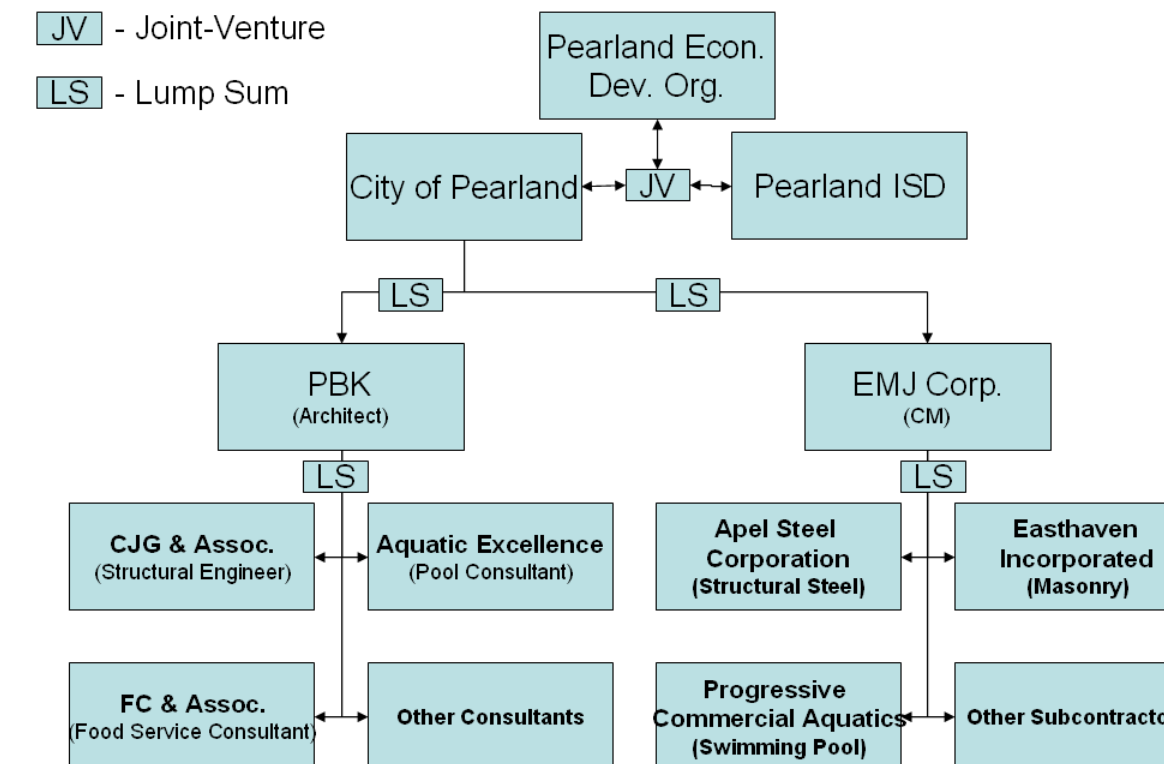 JV - Joint-Venture
LS - Lump Sum
Pearland Econ.
Dev. Org.
City of Pearland
JV
Pearland ISD
LS
LS
PBK
(Architect)
EMJ Corp.
(CM)
LS
LS
CJG & Assoc.
(Structural Engineer)
Aquatic Excellence
(Pool Consultant)
Apel Steel
Corporation
(Structural Steel)
Easthaven
Incorporated
(Masonry)
FC & Assoc.
(Food Service Consultant)
Other Consultants
Progressive
Commercial Aquatics
(Swimming Pool)
Other Subcontracto